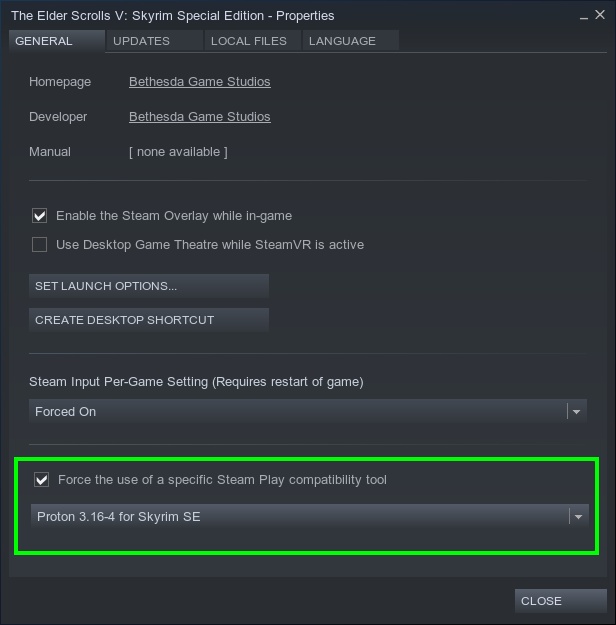 The Elder Scrolls V: Skyrim Special Edition - Properties
GENERAL UPDATES LOCAL FILES LANGUAGE
Homepage Bethesda Game Studios
Developer Bethesda Game Studios
Manual [ none available ]
Enable the Steam Overlay while in-game
Use Desktop Game Theatre while SteamVR is active
SET LAUNCH OPTIONS...
CREATE DESKTOP SHORTCUT
Steam Input Per-Game Setting (Requires restart of game)
Forced On
Force the use of a specific Steam Play compatibility tool
Proton 3.16-4 for Skyrim SE
CLOSE